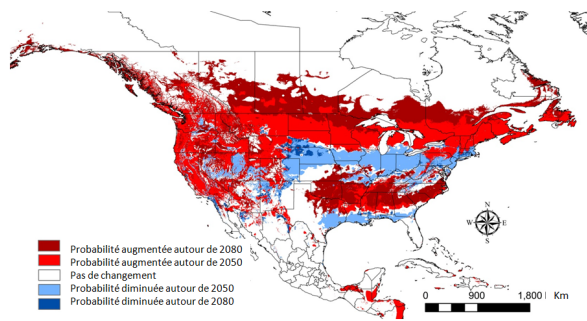 N
W E
S
Probabilité augmentée autour de 2080
Probabilité augmentée autour de 2050
Pas de changement
Probabilité diminuée autour de 2050
Probabilité diminuée autour de 2080
0 900 1,800 Km